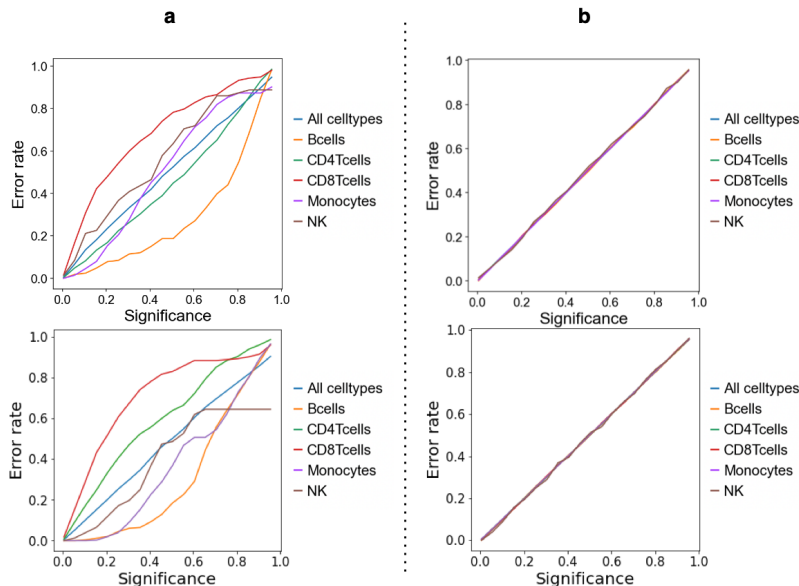 a
b
1.0
0.8
0.6
0.4
0.2
0.0
Error rate
0.0 0.2 0.4 0.6 0.8 1.0
Significance
All celltypes
Bcells
CD4Tcells
CD8Tcells
Monocytes
NK
1.0
0.8
0.6
0.4
0.2
0.0
Error rate
0.0 0.2 0.4 0.6 0.8 1.0
Significance
All celltypes
Bcells
CD4Tcells
CD8Tcells
Monocytes
NK
1.0
0.8
0.6
0.4
0.2
0.0
Error rate
0.0 0.2 0.4 0.6 0.8 1.0
Significance
All celltypes
Bcells
CD4Tcells
CD8Tcells
Monocytes
NK
1.0
0.8
0.6
0.4
0.2
0.0
Error rate
0.0 0.2 0.4 0.6 0.8 1.0
Significance
All celltypes
Bcells
CD4Tcells
CD8Tcells
Monocytes
NK